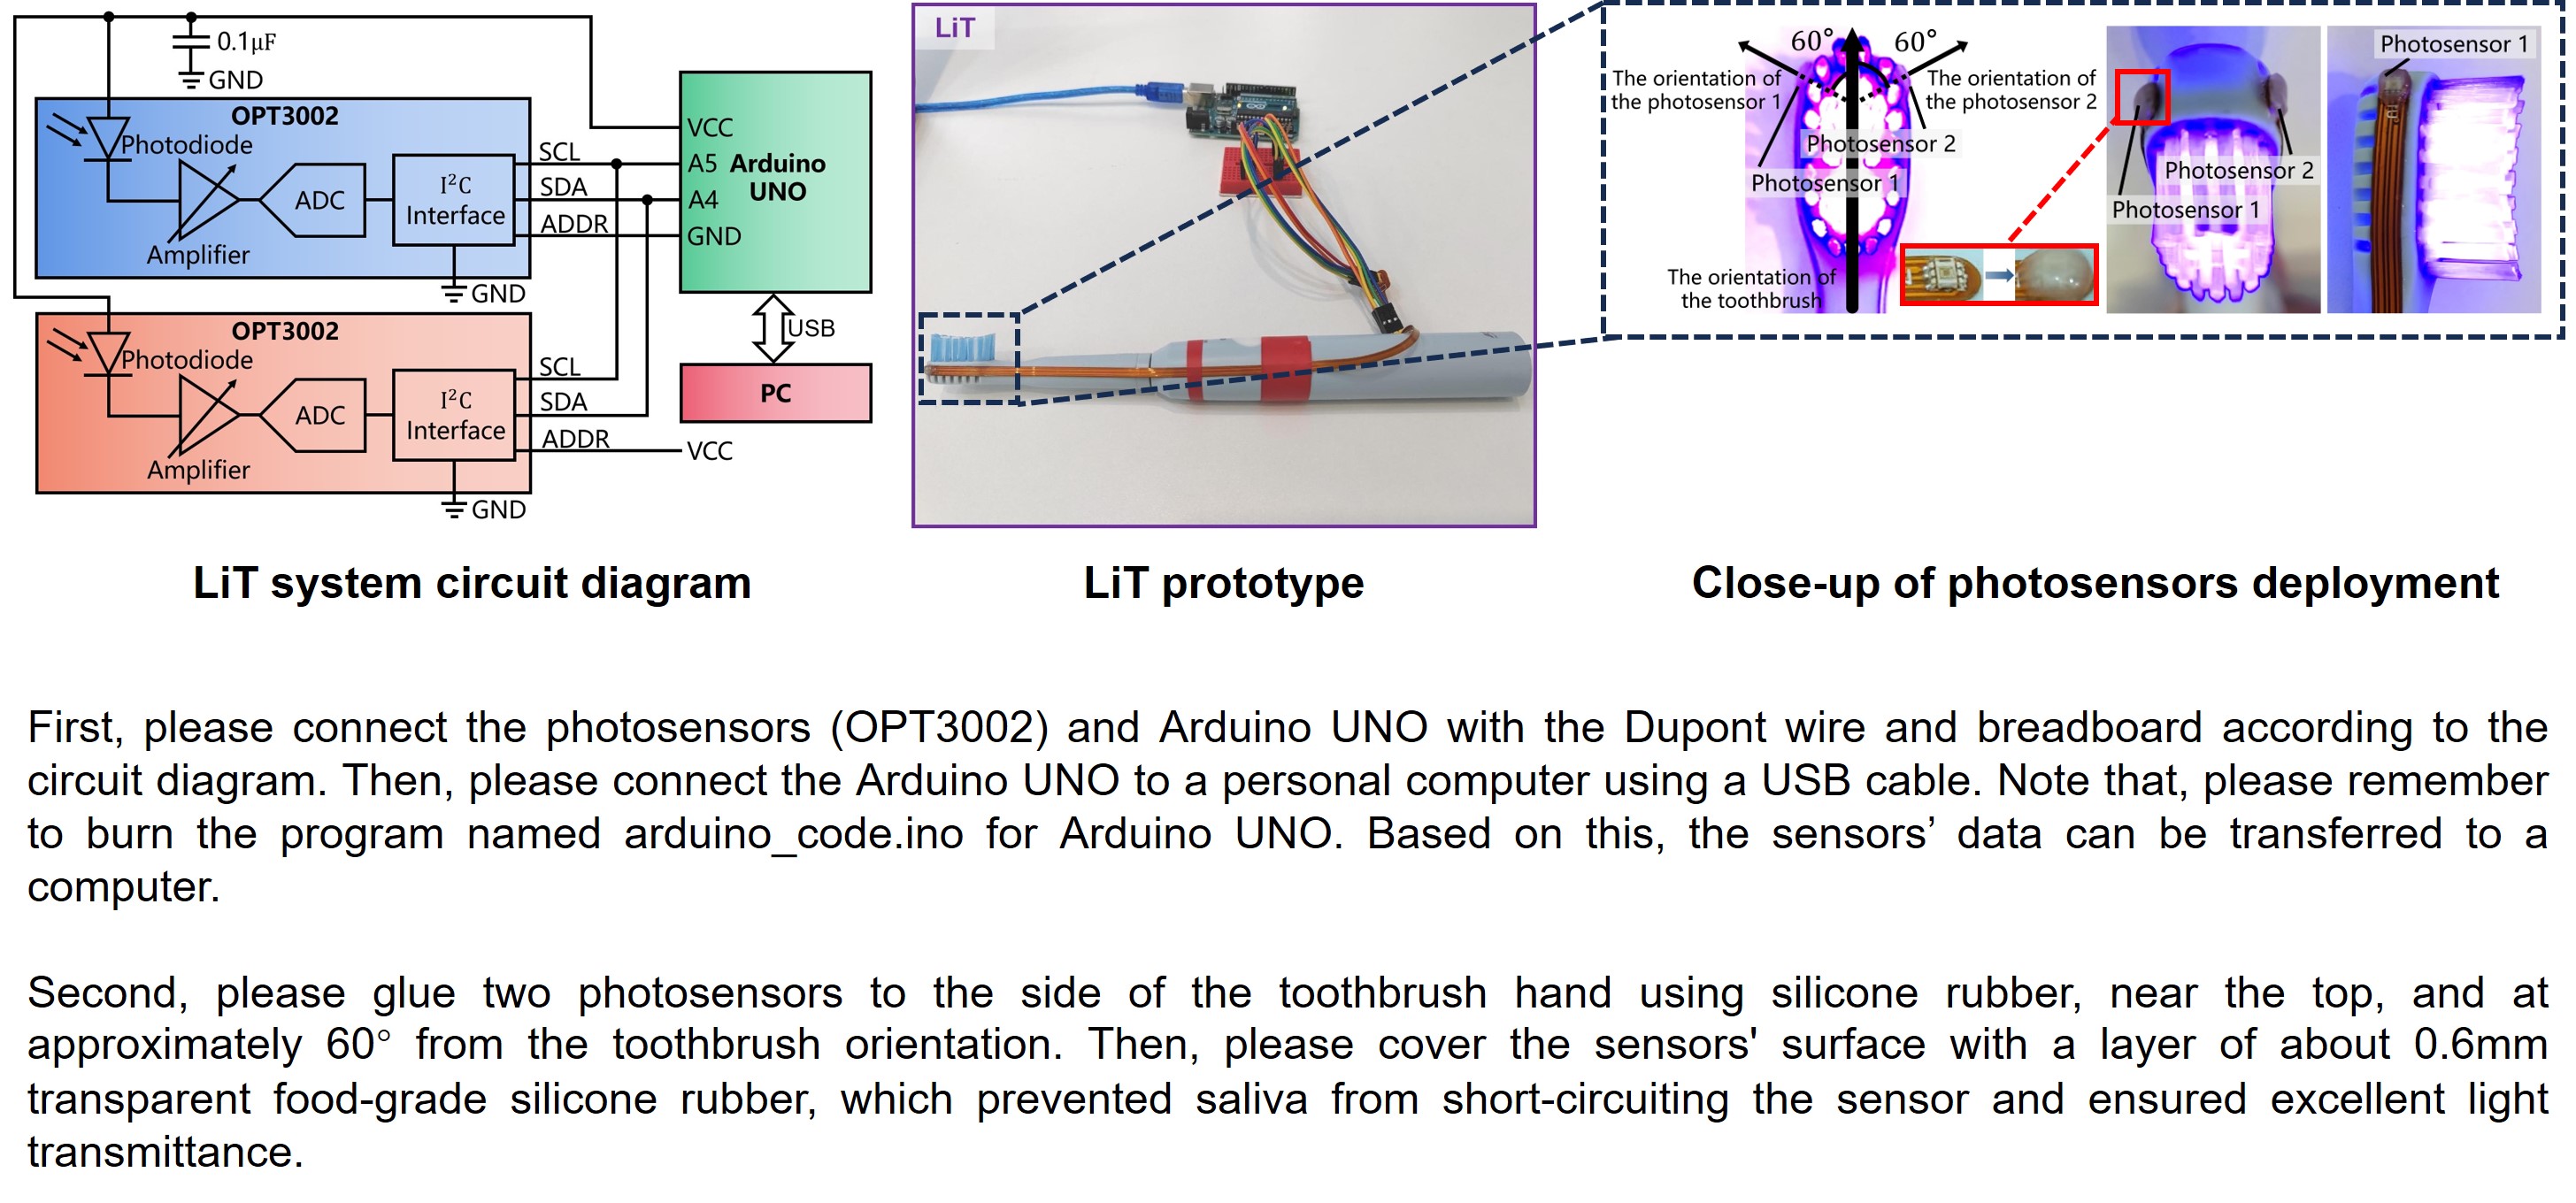 0.1μF
GND
OPT3002
Photodiode
ADC
I²C
Interface
Amplifier
SCL
SDA
ADDR
GND
VCC
A5
A4
GND
Arduino
UNO
USB
PC
OPT3002
Photodiode
ADC
I²C
Interface
Amplifier
SCL
SDA
ADDR
VCC
GND
LiT
60°
60°
The orientation of
the photosensor 1
The orientation of
the photosensor 2
Photosensor 2
Photosensor 1
The orientation of
the toothbrush
Photosensor 2
Photosensor 1
Photosensor 1
LiT system circuit diagram
LiT prototype
Close-up of photosensors deployment
First, please connect the photosensors (OPT3002) and Arduino UNO with the Dupont wire and breadboard according to the
circuit diagram. Then, please connect the Arduino UNO to a personal computer using a USB cable. Note that, please remember
to burn the program named arduino_code.ino for Arduino UNO. Based on this, the sensors’ data can be transferred to a
computer.
Second, please glue two photosensors to the side of the toothbrush hand using silicone rubber, near the top, and at
approximately 60° from the toothbrush orientation. Then, please cover the sensors' surface with a layer of about 0.6mm
transparent food-grade silicone rubber, which prevented saliva from short-circuiting the sensor and ensured excellent light
transmittance.